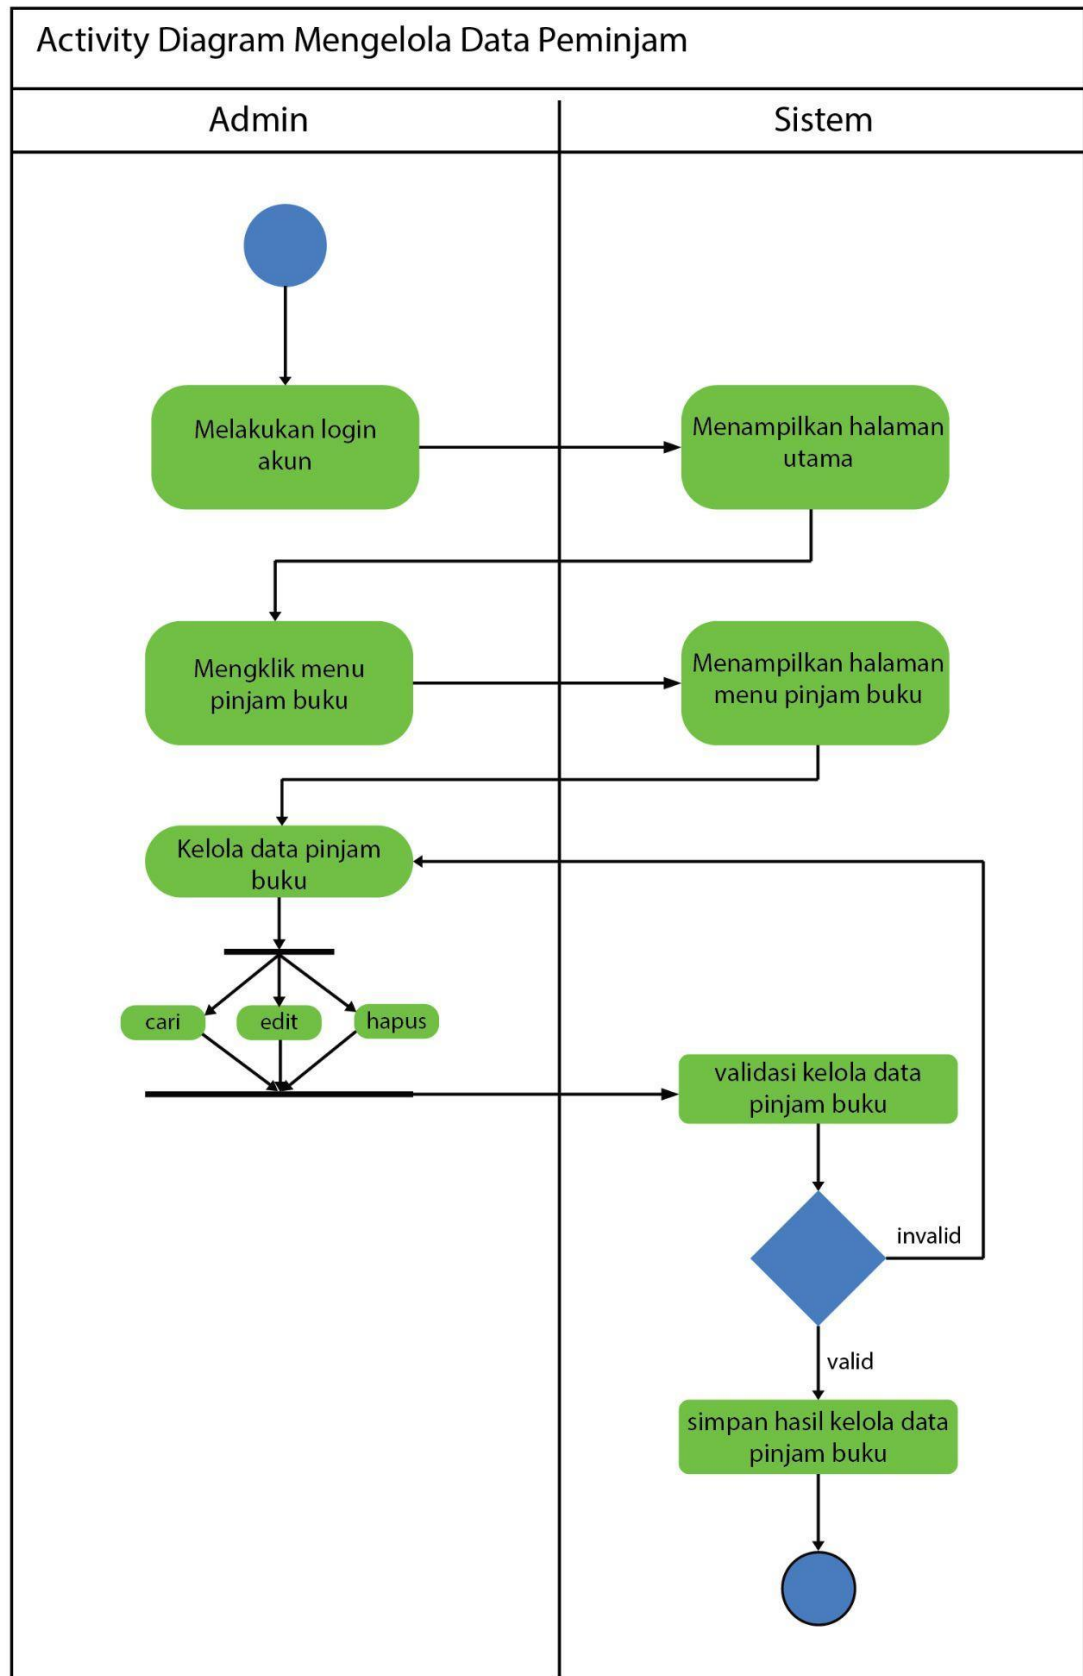 Activity Diagram Mengelola Data Peminjam
Admin
Sistem
Melakukan login
akun
Menampilkan halaman
utama
Mengklik menu
pinjam buku
Menampilkan halaman
menu pinjam buku
Kelola data pinjam
buku
cari
edit
hapus
validasi kelola data
pinjam buku
invalid
valid
simpan hasil kelola data
pinjam buku